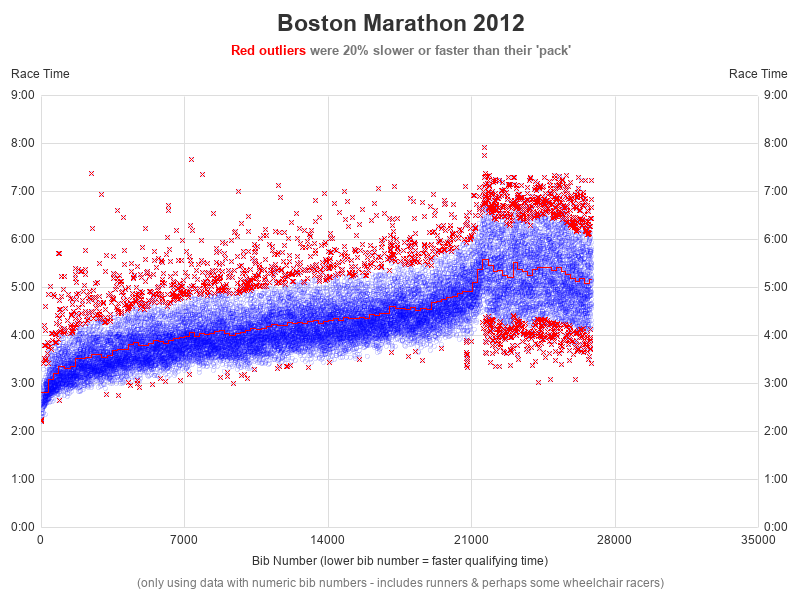 Boston Marathon 2012
Red outliers were 20% slower or faster than their 'pack'
Race Time Race Time
9:00 9:00
8:00 8:00
7:00 7:00
6:00 6:00
5:00 5:00
4:00 4:00
3:00 3:00
2:00 2:00
1:00 1:00
0:00 0:00
0 7000 14000 21000 28000 35000
Bib Number (lower bib number = faster qualifying time)
(only using data with numeric bib numbers - includes runners & perhaps some wheelchair racers)